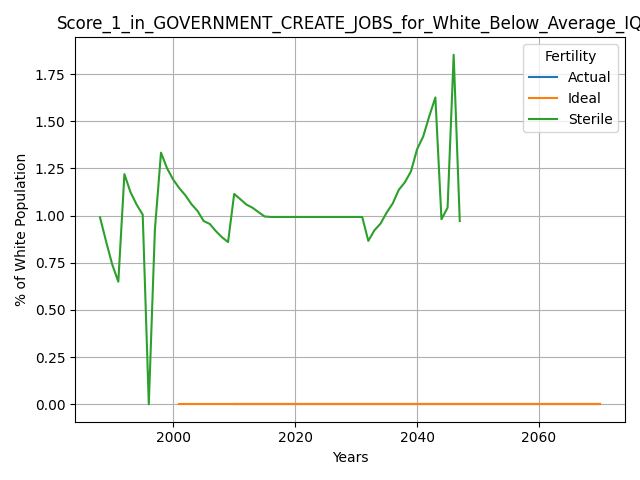 Score_1_in_GOVERNMENT_CREATE_JOBS_for_White_Below_Average_IQ
Fertility
Actual
Ideal
Sterile
1.75
1.50
1.25
1.00
0.75
0.50
0.25
0.00
% of White Population
2000
2020
2040
2060
Years